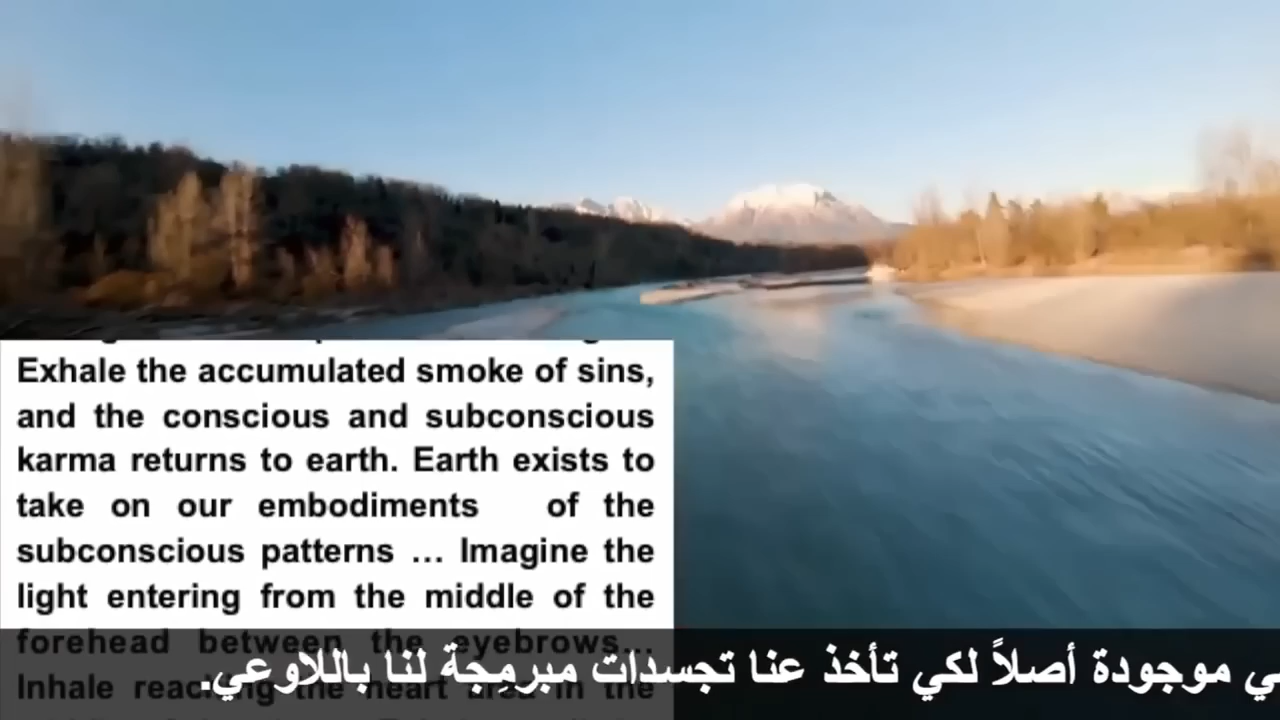 Exhale the accumulated smoke of sins,
and the conscious and subconscious
karma returns to earth. Earth exists to
take on our embodiments of the
subconscious patterns ... Imagine the
light entering from the middle of the
forehead between the eyebrows...
Inhale reaching the heart area in the
موجودة أصلاً لكي تأخذ عنا تجسدات مبرمِجة لنا باللاوعي.